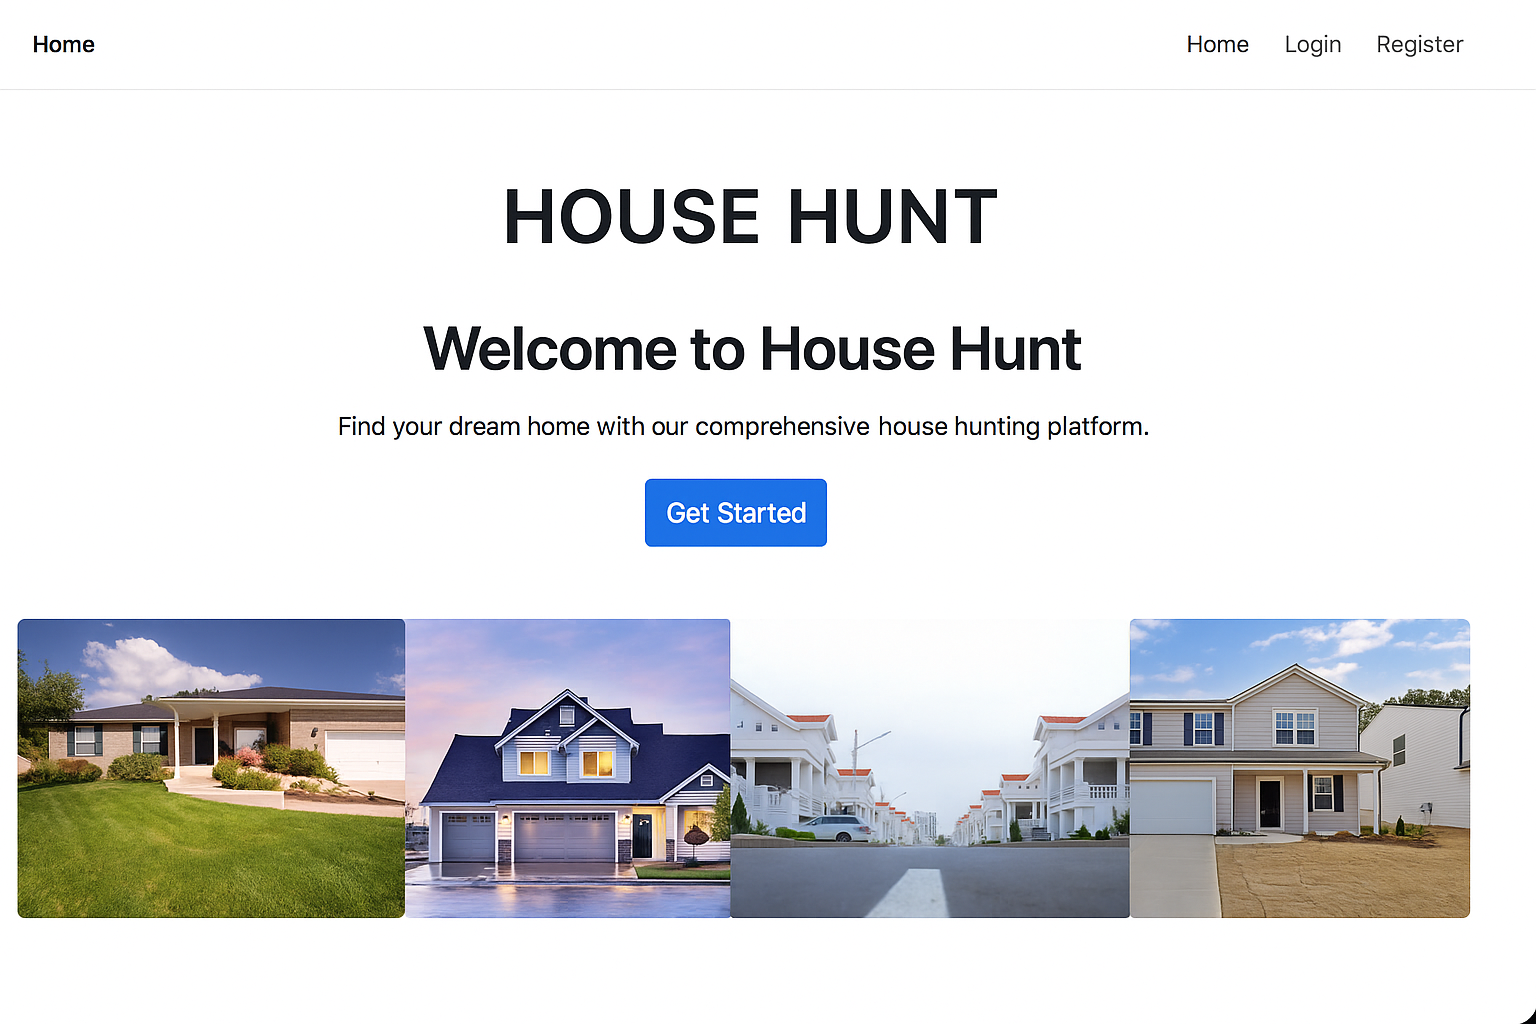 Home
Home Login Register
HOUSE HUNT
Welcome to House Hunt
Find your dream home with our comprehensive house hunting platform.
Get Started